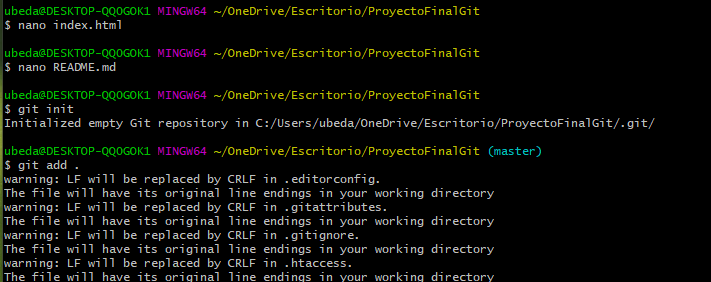 ubeda@DESKTOP-QQOGOK1 MINGW64 ~/OneDrive/Escritorio/ProyectoFinalGit
$ nano index.html
ubeda@DESKTOP-QQOGOK1 MINGW64 ~/OneDrive/Escritorio/ProyectoFinalGit
$ nano README.md
ubeda@DESKTOP-QQOGOK1 MINGW64 ~/OneDrive/Escritorio/ProyectoFinalGit
$ git init
Initialized empty Git repository in C:/Users/ubeda/OneDrive/Escritorio/ProyectoFinalGit/.git/
ubeda@DESKTOP-QQOGOK1 MINGW64 ~/OneDrive/Escritorio/ProyectoFinalGit (master)
$ git add .
warning: LF will be replaced by CRLF in .editorconfig.
The file will have its original line endings in your working directory
warning: LF will be replaced by CRLF in .gitattributes.
The file will have its original line endings in your working directory
warning: LF will be replaced by CRLF in .gitignore.
The file will have its original line endings in your working directory
warning: LF will be replaced by CRLF in .htaccess.
The file will have its original line endings in your working directory